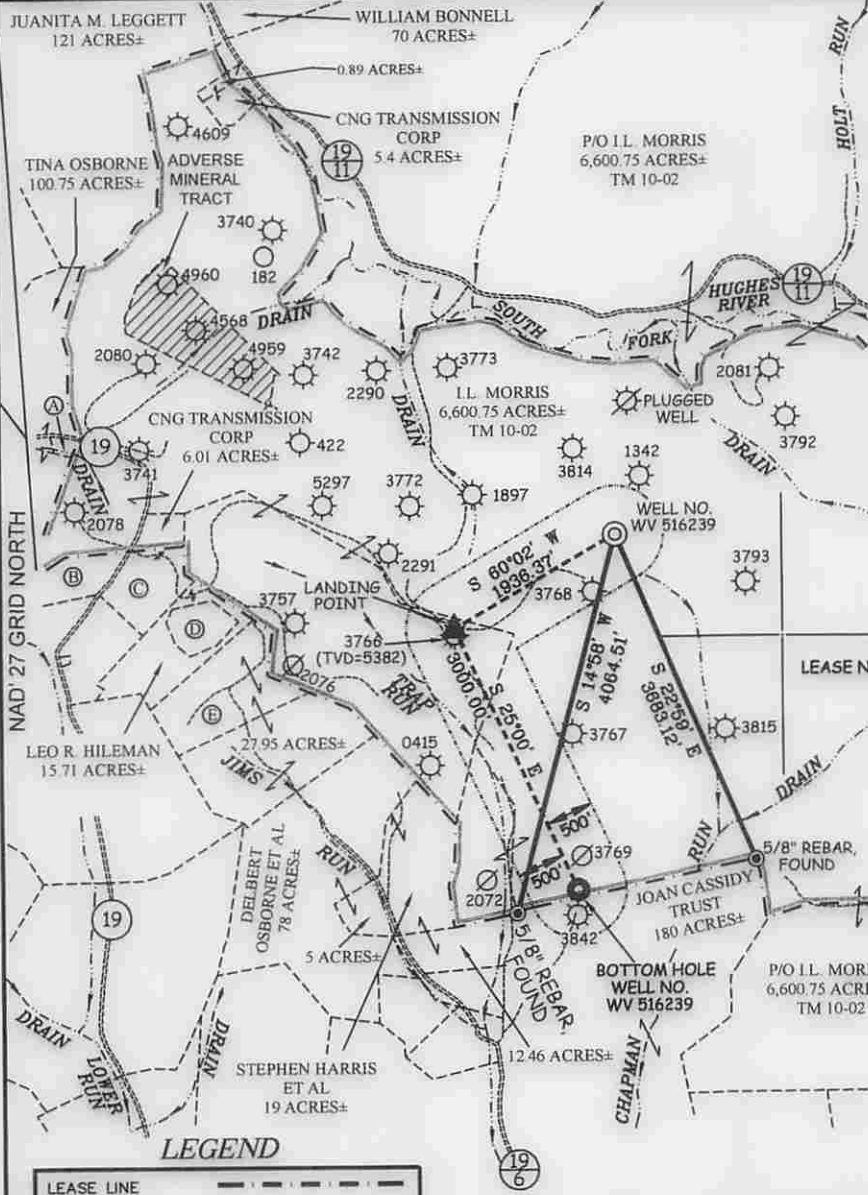 JUANITA M. LEGGETT
121 ACRES±
WILLIAM BONNELL
70 ACRES±
0.89 ACRES±
CNG TRANSMISSION
CORP
5.4 ACRES±
19
11
P/O I.L. MORRIS
6,600.75 ACRES±
TM 10-02
HOLT
RUN
4609
TINA OSBORNE
100.75 ACRES±
ADVERSE
MINERAL
TRACT
3740
182
4960
4568
DRAIN
SOUTH
FORK
HUGHES
RIVER
19
11
2080
4959
3742
2290
3773
2081
I.L. MORRIS
6,600.75 ACRES±
TM 10-02
PLUGGED
WELL
3792
DRAIN
A
19
CNG TRANSMISSION
CORP
6.01 ACRES±
422
DRAIN
3741
DRAIN
3814
1342
5297
3772
1897
2078
WELL NO.
WV 516239
2291
S 60°02' W
1936.37'
3793
NAD' 27 GRID NORTH
B
C
D
E
LANDING
POINT
3768
3757
3766
(TVD=5382)
2076
TRAP
RUN
3000.00'
S 25°00' E
S 14°58' W
4064.51'
S 22°59' E
3683.12'
LEASE N
LEO R. HILEMAN
15.71 ACRES±
27.95 ACRES±
0415
3767
3815
JIMS
RUN
DRAIN
RUN
500'
500'
3769
5/8" REBAR,
FOUND
2072
JOAN CASSIDY
TRUST
180 ACRES±
3842
DELBERT
OSBORNE ET AL
78 ACRES±
19
5 ACRES±
5/8" REBAR,
FOUND
BOTTOM HOLE
WELL NO.
WV 516239
P/O I.L. MOR
6,600.75 ACRE
TM 10-02
DRAIN
LOWER
RUN
DRAIN
STEPHEN HARRIS
ET AL
19 ACRES±
12.46 ACRES±
CHAPMAN
19
6
LEGEND
LEASE LINE